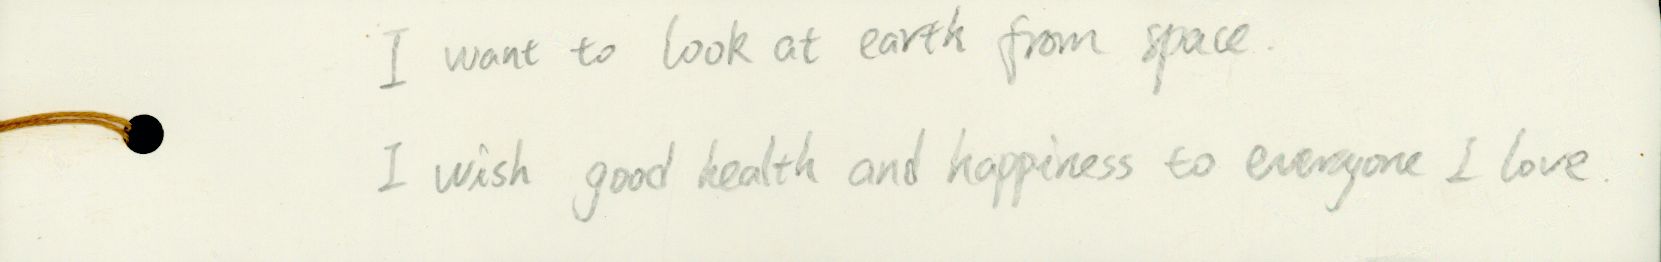 I want to look at earth from space.
I wish good health and happiness to everyone I love.